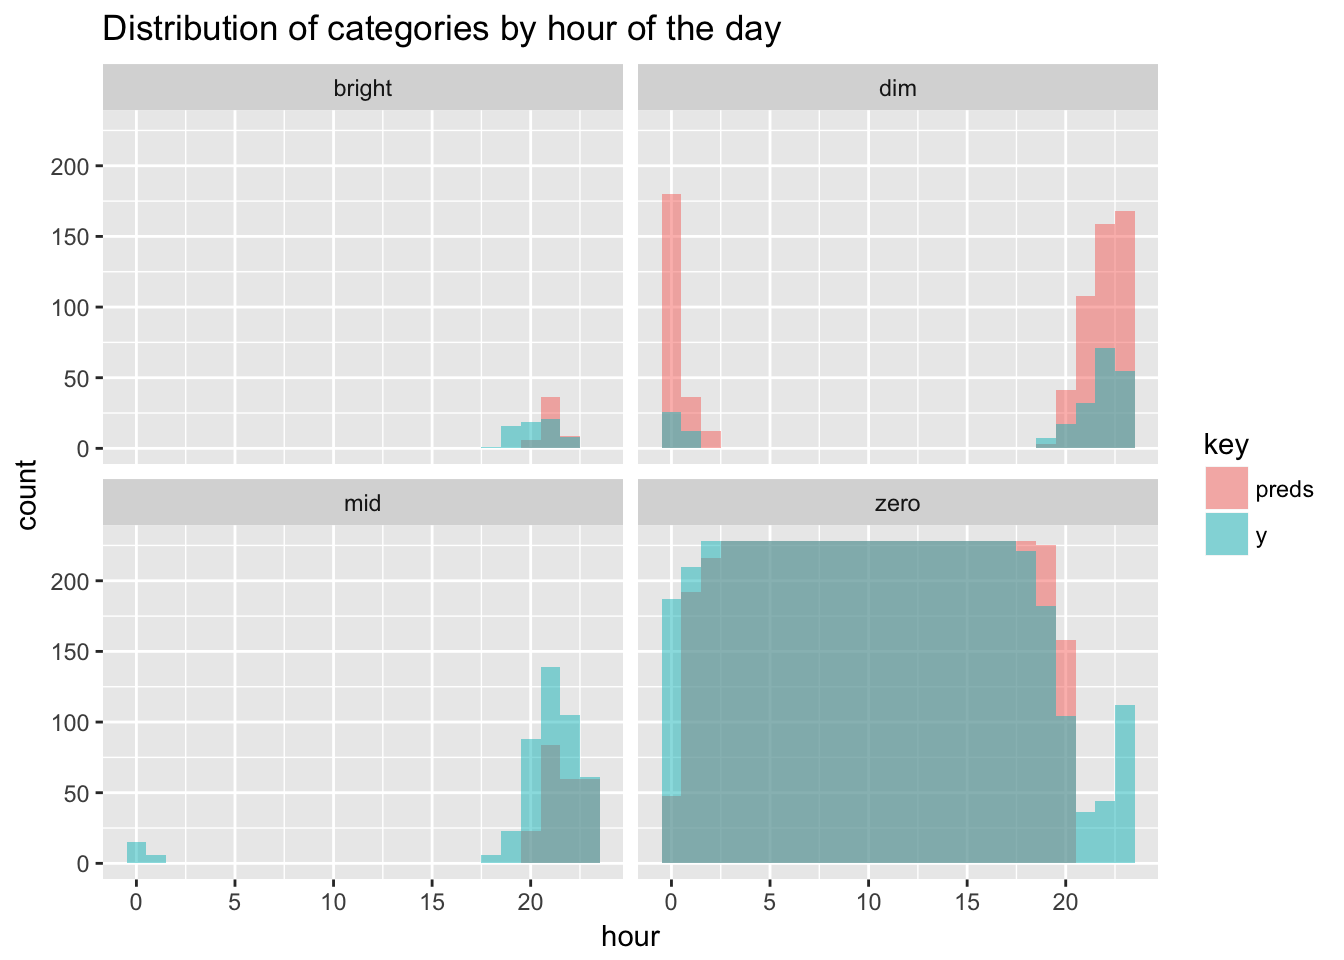 Distribution of categories by hour of the day
bright
dim
200
150
100
50
0
mid
zero
200
150
100
50
0
0 5 10 15 20
0 5 10 15 20
hour
count
key
preds
y